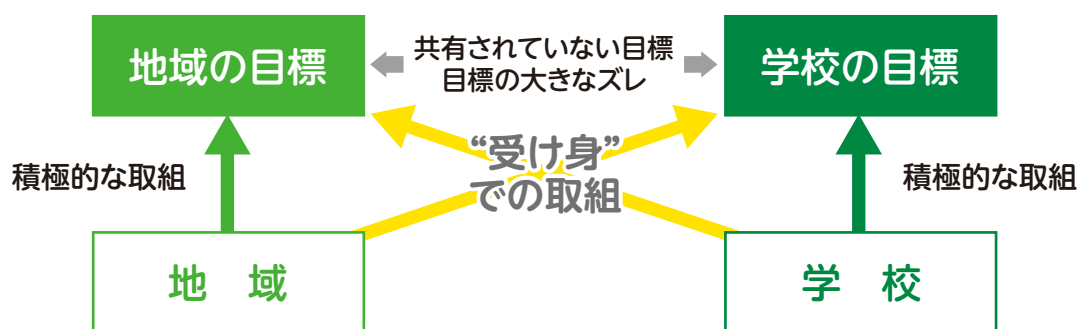 地域の目標
共有されていない目標
目標の大きなズレ
学校の目標
積極的な取組
“受け身”
での取組
積極的な取組
地　域
学　校